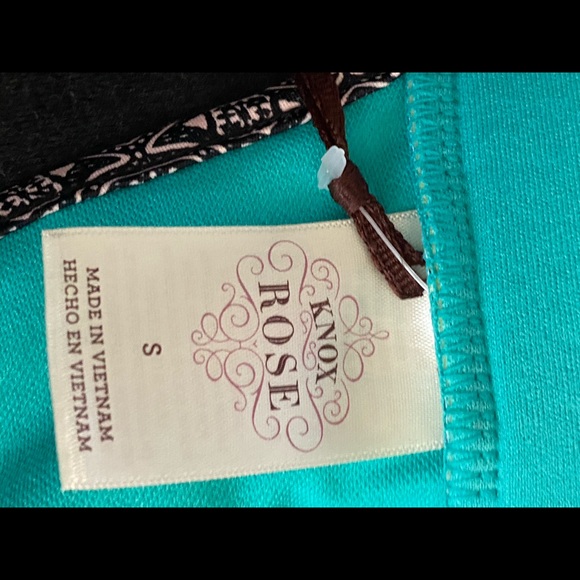 KNOX
ROSE
S
MADE IN VIETNAM
HECHO EN VIETNAM